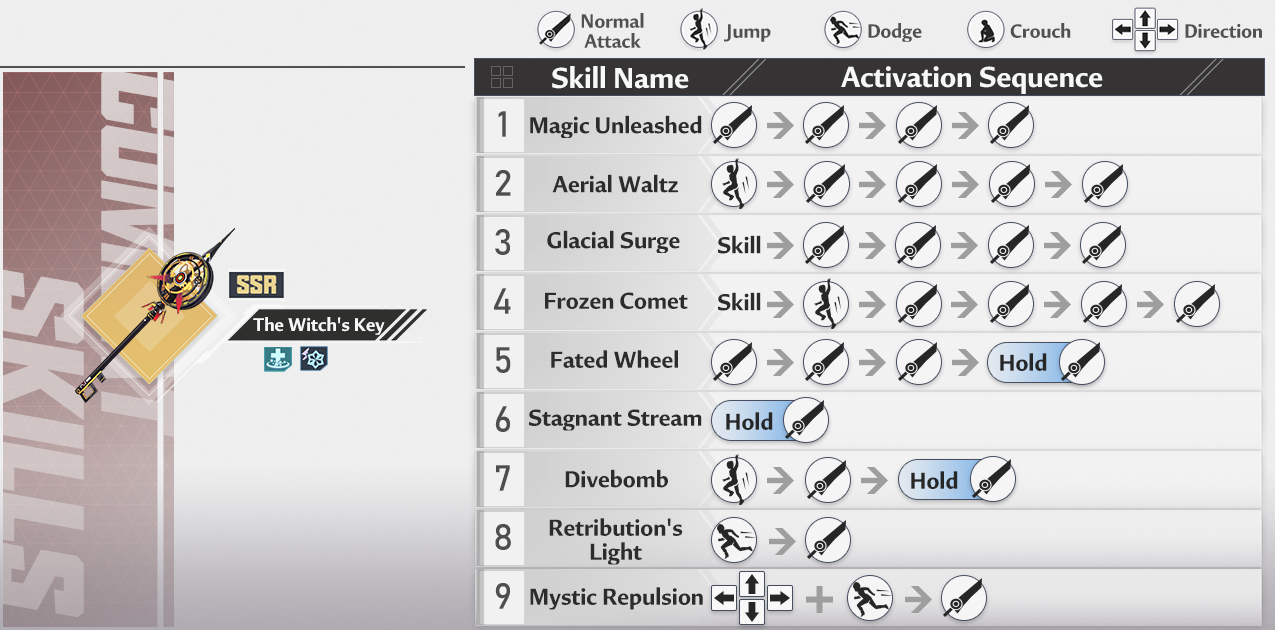 Normal
Attack
Jump
Dodge
Crouch
Direction
Skill Name
Activation Sequence
1 Magic Unleashed
2 Aerial Waltz
3 Glacial Surge Skill
4 Frozen Comet Skill
5 Fated Wheel Hold
6 Stagnant Stream Hold
7 Divebomb Hold
8 Retribution's
Light
9 Mystic Repulsion
SSR
The Witch's Key
SKILLS